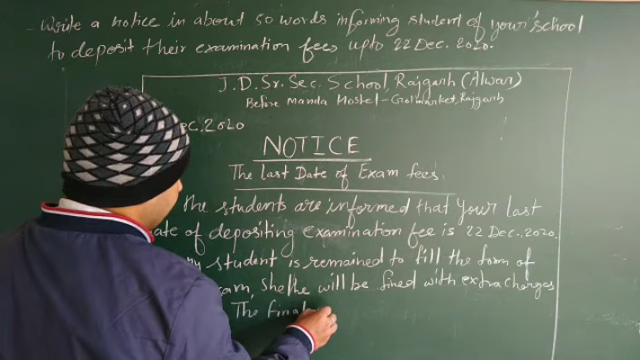 Write a notice in about 50 words informing student of your school
to deposit their examination fees upto 22 Dec. 2020.
J.D.Sr.Sec. School, Rajgarh (Alwar)
Before Manda Hostel-Golmarket, Rajgarh
ec.2020
NOTICE
The Last Date of Exam fees.
The students are informed that your last
ate of depositing examination fee is 22 Dec., 2020.
student is remained to fill the form of
She/he will be fined with extra charges
The final